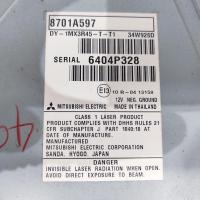 8701A597
DY-1MX3R45-T-T1 34W926D
SERIAL 6404P328
E13 10 R-04 13159
MITSUBISHI ELECTRIC 12V NEG. GROUND
Made in THAILAND
CLASS 1 LASER PRODUCT
PRODUCT COMPLIES WITH DHHS RULES 21
CFR SUBCHAPTER J PART 1040:10 AT
DATE OF MANUFACTURE.
MANUFACTURED
MITSUBISHI ELECTRIC CORPORATION
SANDA, HYOGO, JAPAN
DANGER
INVISIBLE LASER RADIATION WHEN OPEN.
AVOID DIRECT EXPOSURE TO BEAM.